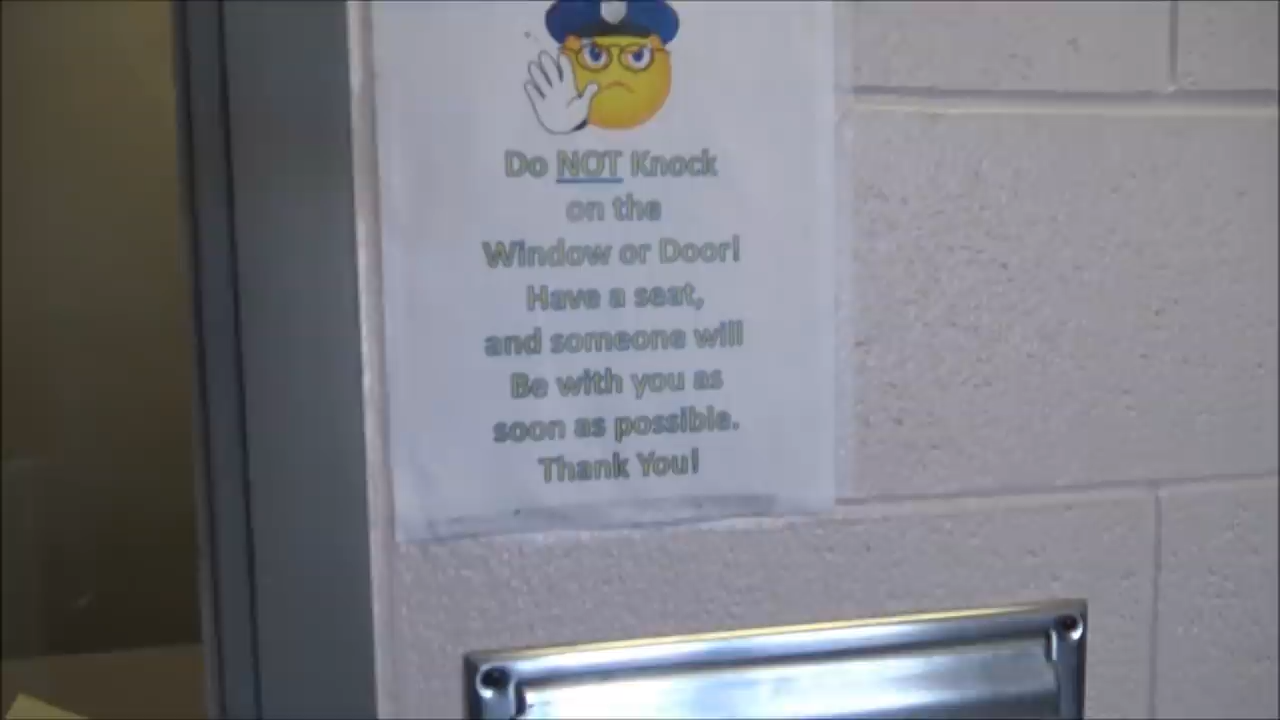 Do NOT Knock
on the
Window or Door!
Have a seat,
and someone will
Be with you as
soon as possible.
Thank You!